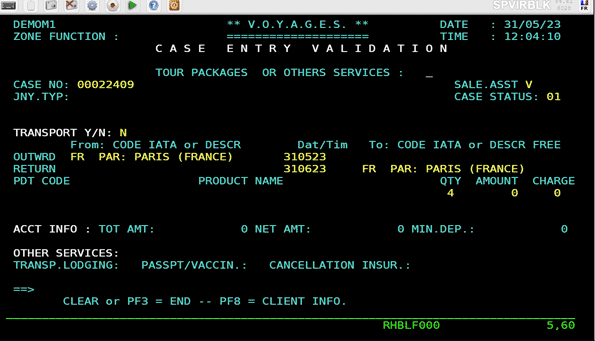 SPVIRBLK
FR
DEMOM1 ** V.O.Y.A.G.E.S. ** DATE : 31/05/23
ZONE FUNCTION : ==================== TIME : 12:04:10
C A S E E N T R Y V A L I D A T I O N
TOUR PACKAGES OR OTHERS SERVICES : _
CASE NO: 00022409 SALE.ASST V
JNY.TYP: CASE STATUS: 01
TRANSPORT Y/N: N
From: CODE IATA or DESCR Dat/Tim To: CODE IATA or DESCR FREE
OUTWRD FR PAR: PARIS (FRANCE) 310523
RETURN 310623 FR PAR: PARIS (FRANCE)
PDT CODE PRODUCT NAME QTY AMOUNT CHARGE
4 0 0
ACCT INFO : TOT AMT: 0 NET AMT: 0 MIN.DEP.: 0
OTHER SERVICES:
TRANSP.LODGING: PASSPT/VACCIN.: CANCELLATION INSUR.:
==>
CLEAR or PF3 = END -- PF8 = CLIENT INFO.
RHBLF000 5,60